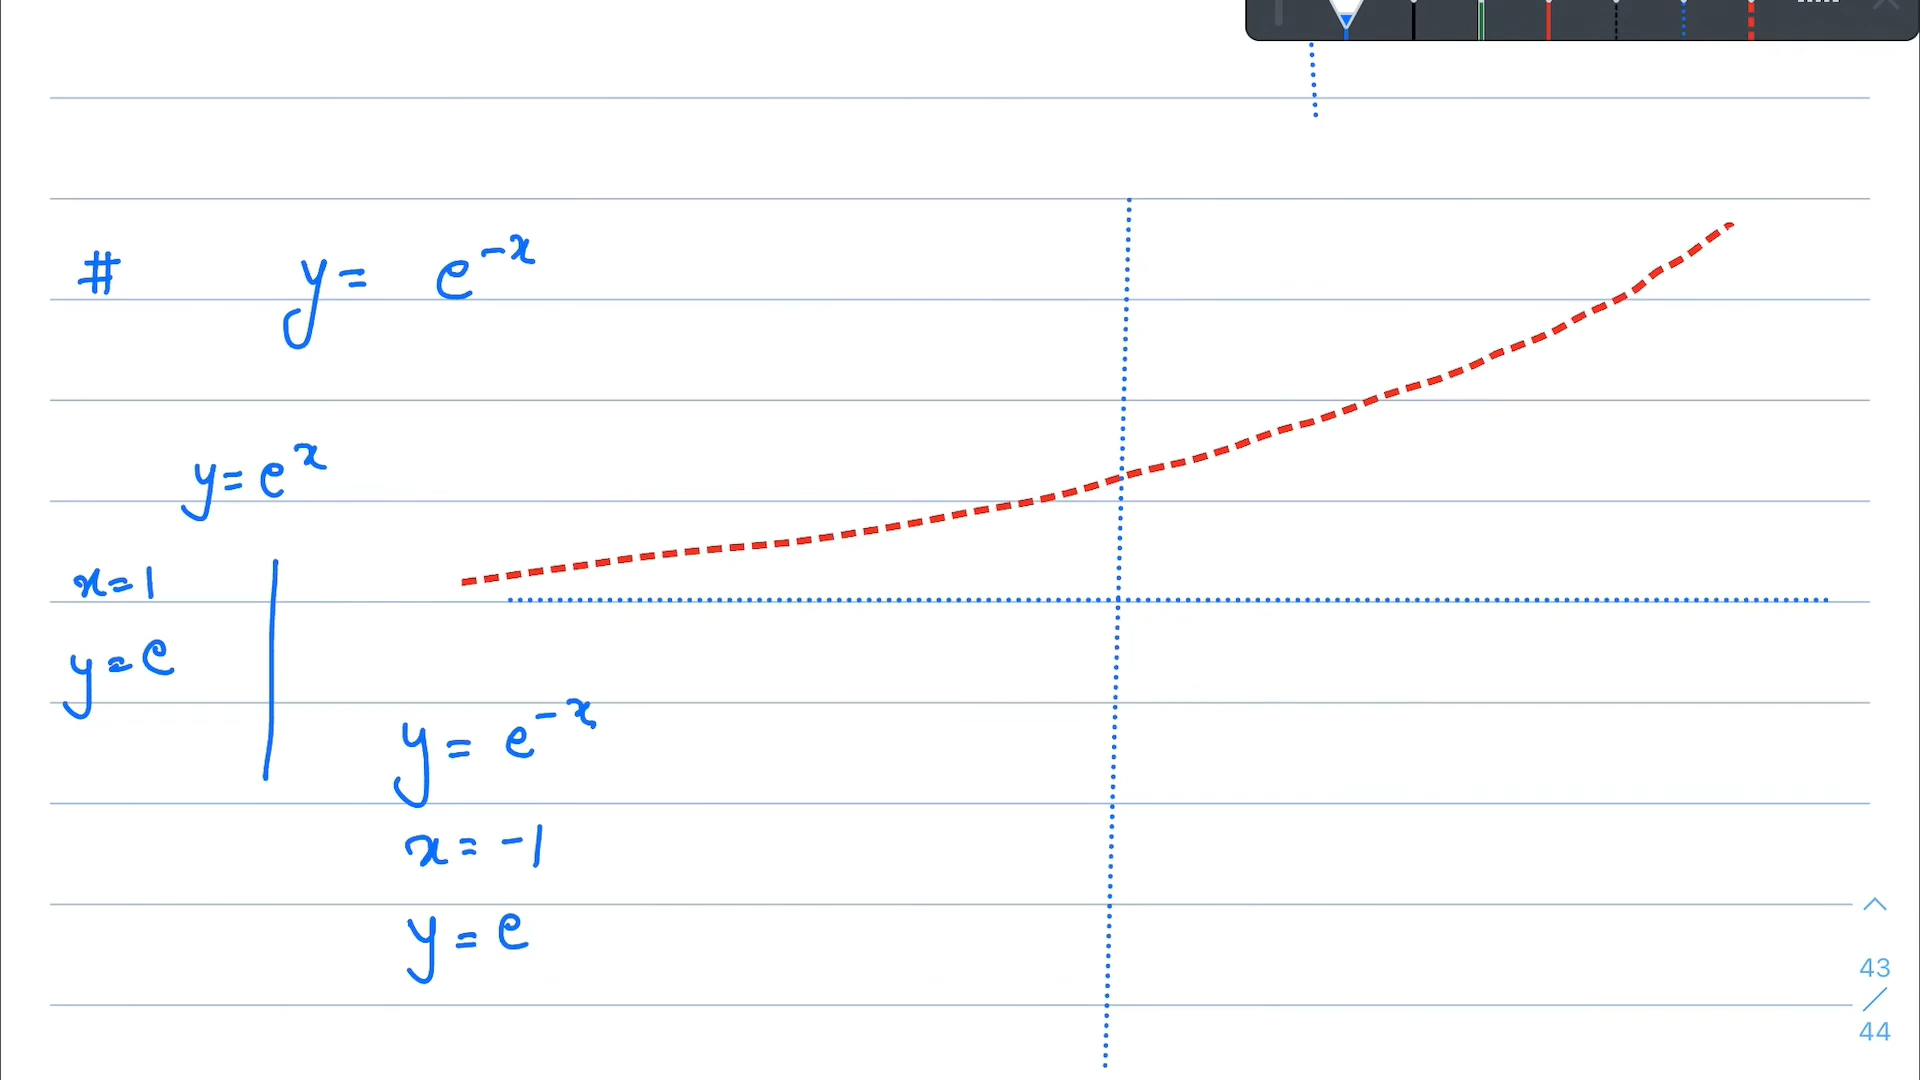 # y = e^{-x}
y = e^x
x = 1
y = e
y = e^{-x}
x = -1
y = e
43
/
44